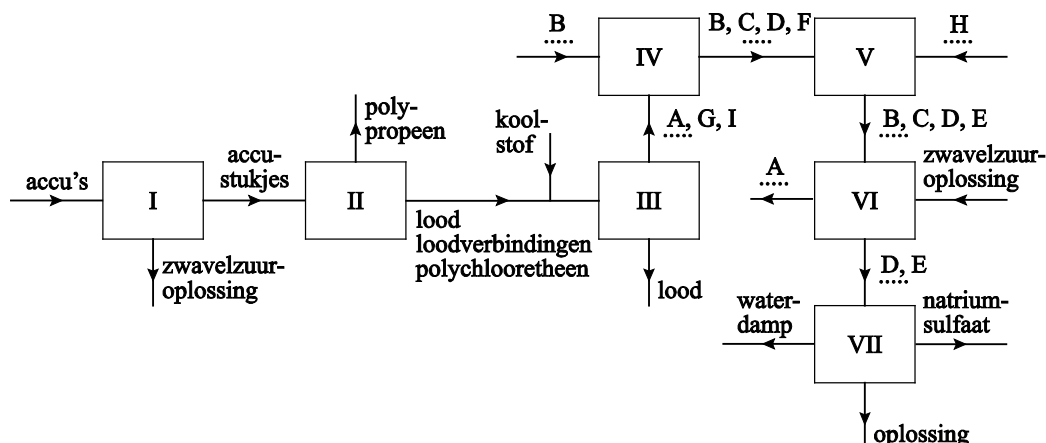 B
IV
B, C, D, F
V
H
poly-
propeen
kool-
stof
A, G, I
B, C, D, E
accu's
I
accu-
stukjes
II
lood
loodverbindingen
polychlooretheen
III
A
VI
zwavelzuur-
oplossing
zwavelzuur-
oplossing
lood
D, E
water-
damp
VII
natrium-
sulfaat
oplossing